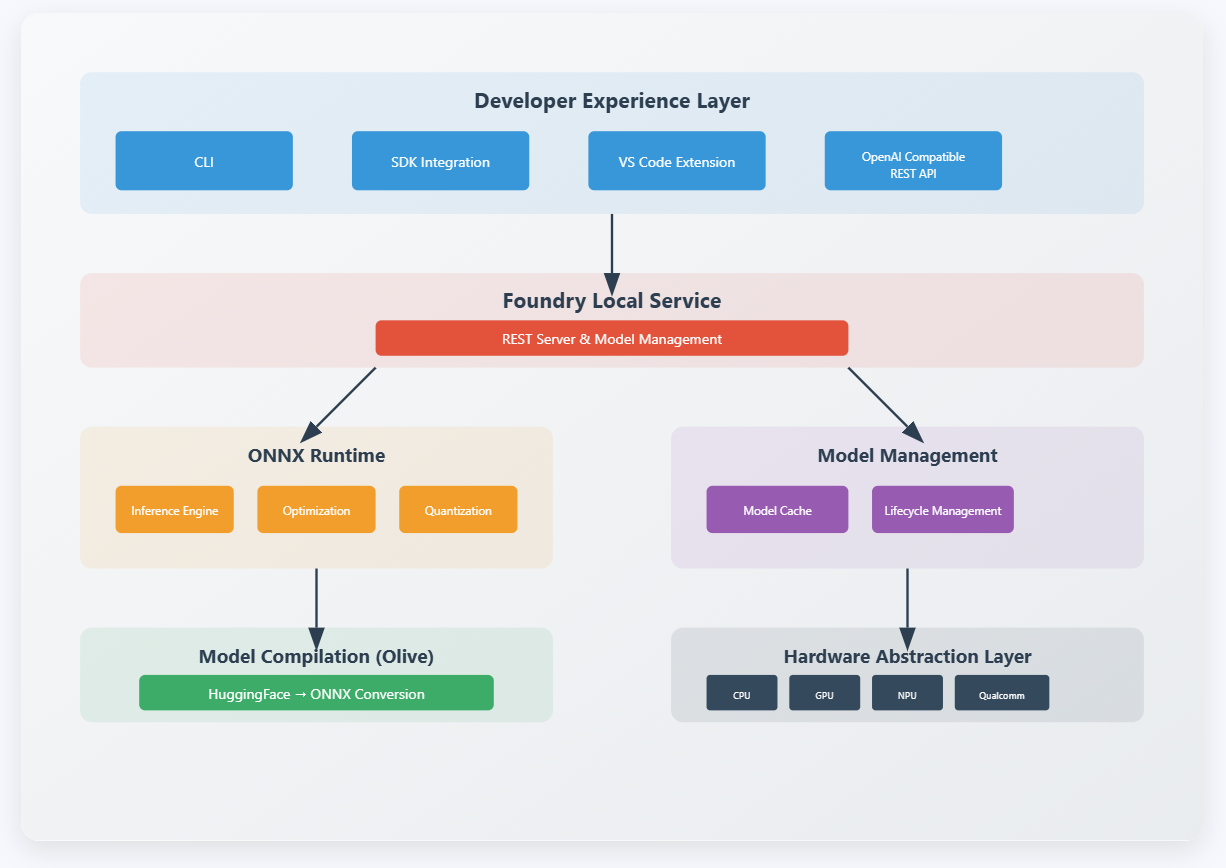 Developer Experience Layer
CLI
SDK Integration
VS Code Extension
OpenAI Compatible
REST API
Foundry Local Service
REST Server & Model Management
ONNX Runtime
Inference Engine
Optimization
Quantization
Model Management
Model Cache
Lifecycle Management
Model Compilation (Olive)
HuggingFace → ONNX Conversion
Hardware Abstraction Layer
CPU
GPU
NPU
Qualcomm